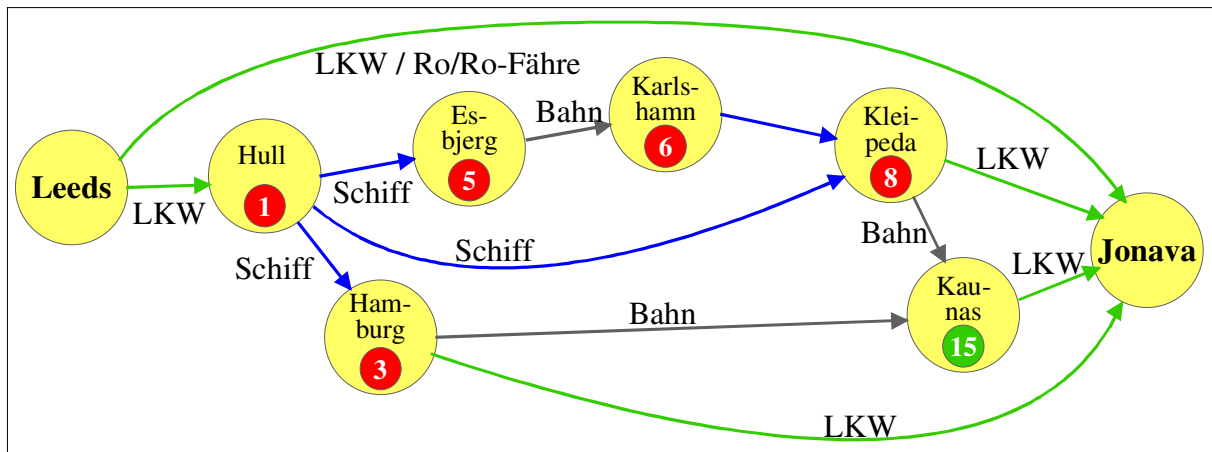 LKW / Ro/Ro-Fähre
Leeds
LKW
Hull
1
Schiff
Es-
bjerg
5
Bahn
Karls-
hamn
6
Klei-
peda
8
LKW
Jonava
Schiff
Schiff
Bahn
Ham-
burg
3
Bahn
Kau-
nas
15
LKW
LKW